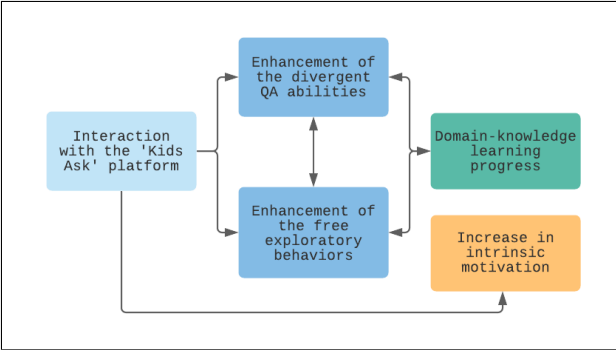 Enhancement of
the divergent
QA abilities
Interaction
with the 'Kids
Ask' platform
Domain-knowledge
learning
progress
Enhancement of
the free
exploratory
behaviors
Increase in
intrinsic
motivation